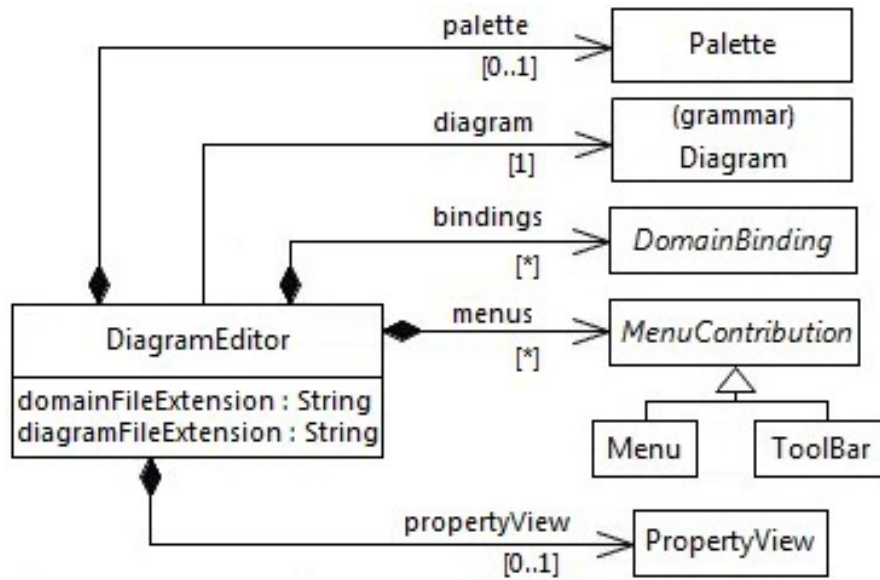 palette
[0..1]
Palette
diagram
[1]
(grammar)
Diagram
bindings
[*]
DomainBinding
DiagramEditor
domainFileExtension : String
diagramFileExtension : String
menus
[*]
MenuContribution
Menu
ToolBar
propertyView
[0..1]
PropertyView